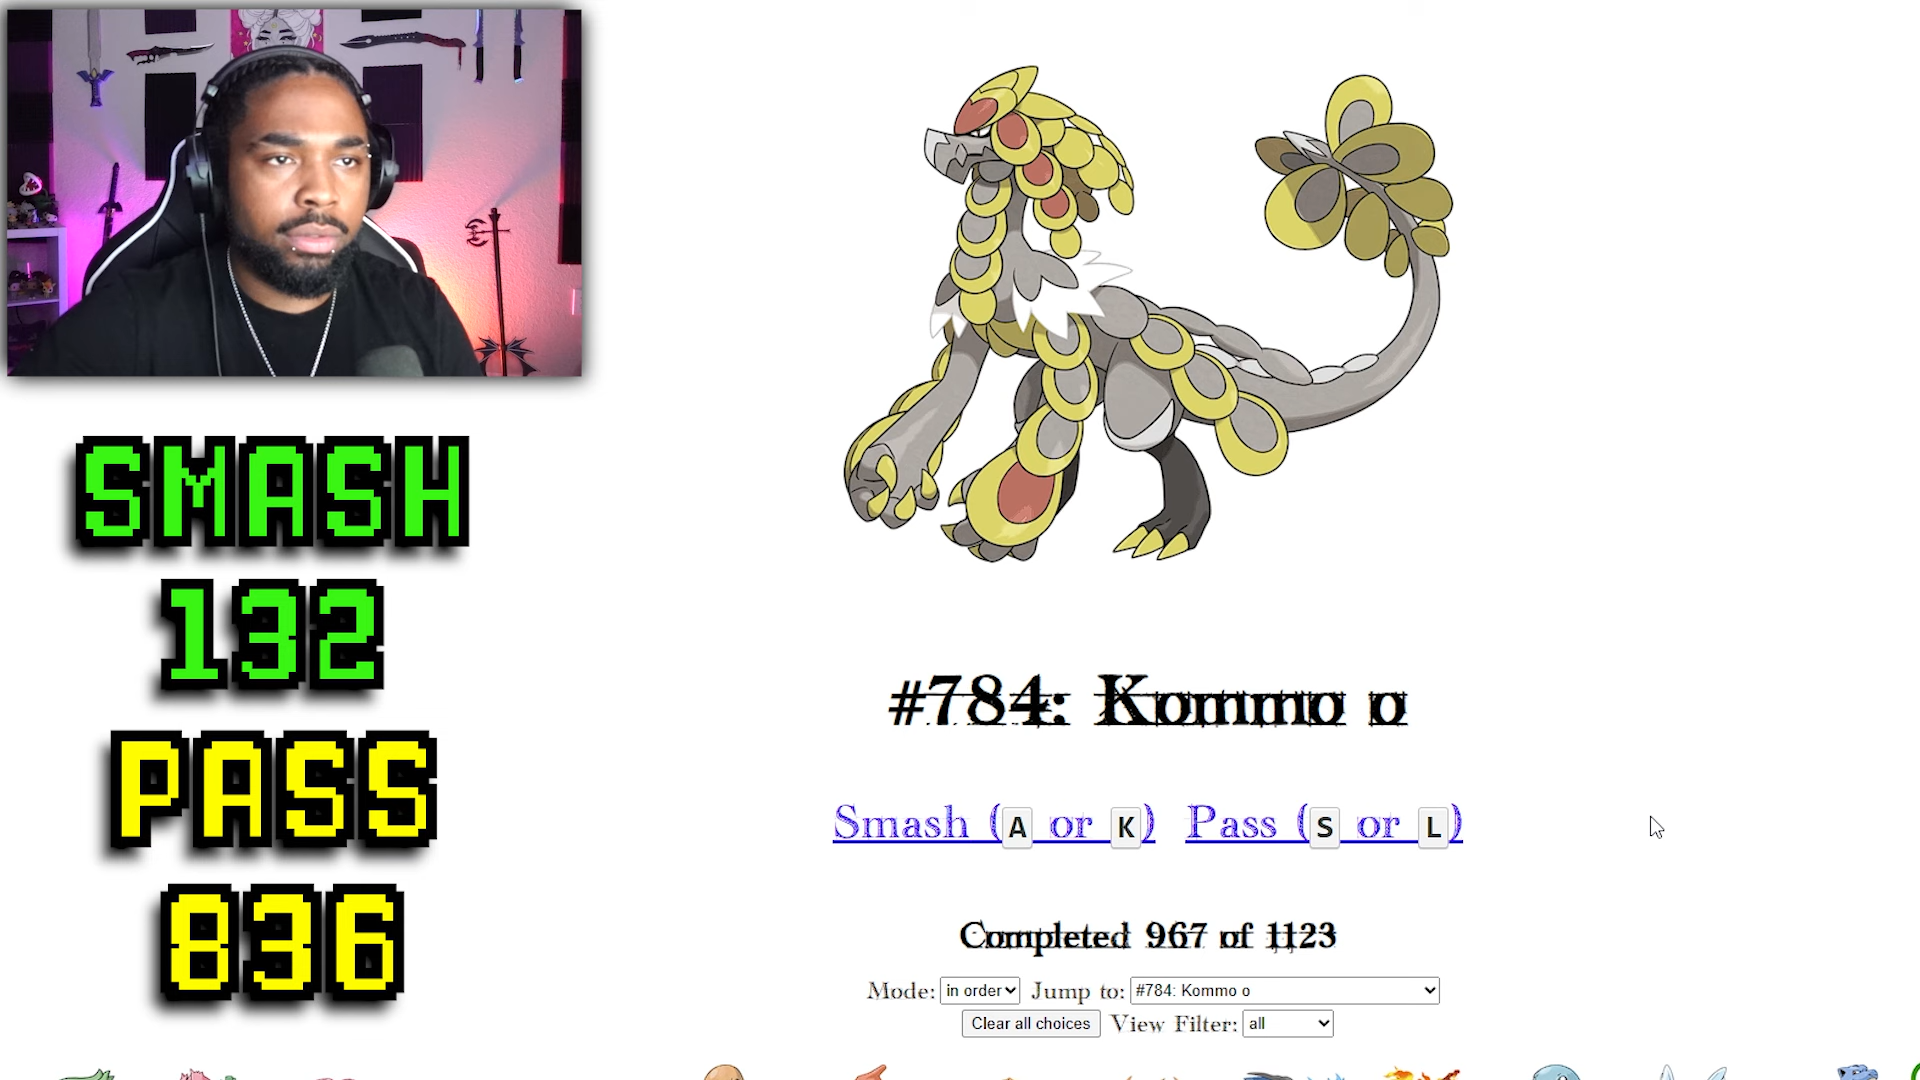 SMASH
132
PASS
836
#784: Kommo o
Smash (A or K) Pass (S or L)
Completed 967 of 1123
Mode: in order Jump to: #784: Kommo o
Clear all choices View Filter: all